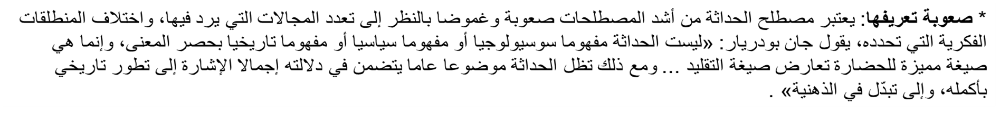 * صعوبة تعريفها: يعتبر مصطلح الحداثة من أشد المصطلحات صعوبة وغموضا بالنظر إلى تعدد المجالات التي يرد فيها، واختلاف المنطلقات
الفكرية التي تحدده، يقول جان بودريار: «ليست الحداثة مفهوما سوسيولوجيا أو مفهوما سياسيا أو مفهوما تاريخيا بحصر المعنى، وإنما هي
صيغة مميزة للحضارة تعارض صيغة التقليد ... ومع ذلك تظل الحداثة موضوعا عاما يتضمن في دلالته إجمالا الإشارة إلى تطور تاريخي
بأكمله، وإلى تبدّل في الذهنية» .